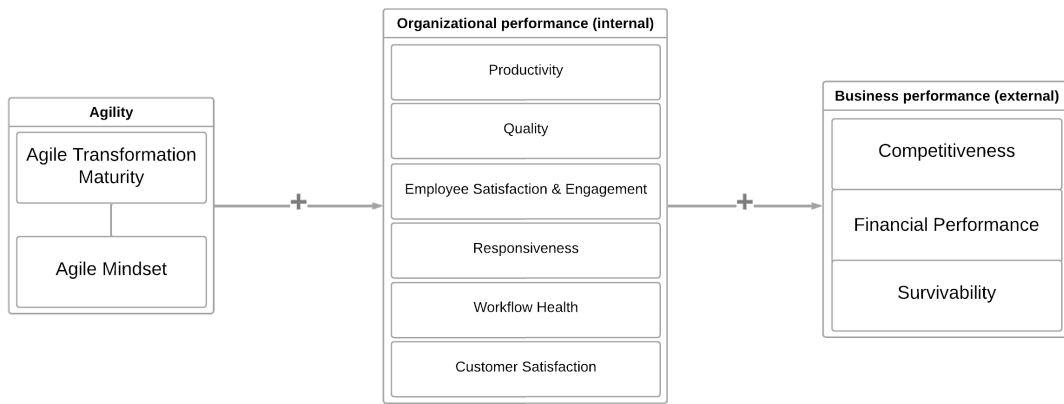 Agility
Agile Transformation
Maturity
Agile Mindset
+
Organizational performance (internal)
Productivity
Quality
Employee Satisfaction & Engagement
Responsiveness
Workflow Health
Customer Satisfaction
+
Business performance (external)
Competitiveness
Financial Performance
Survivability